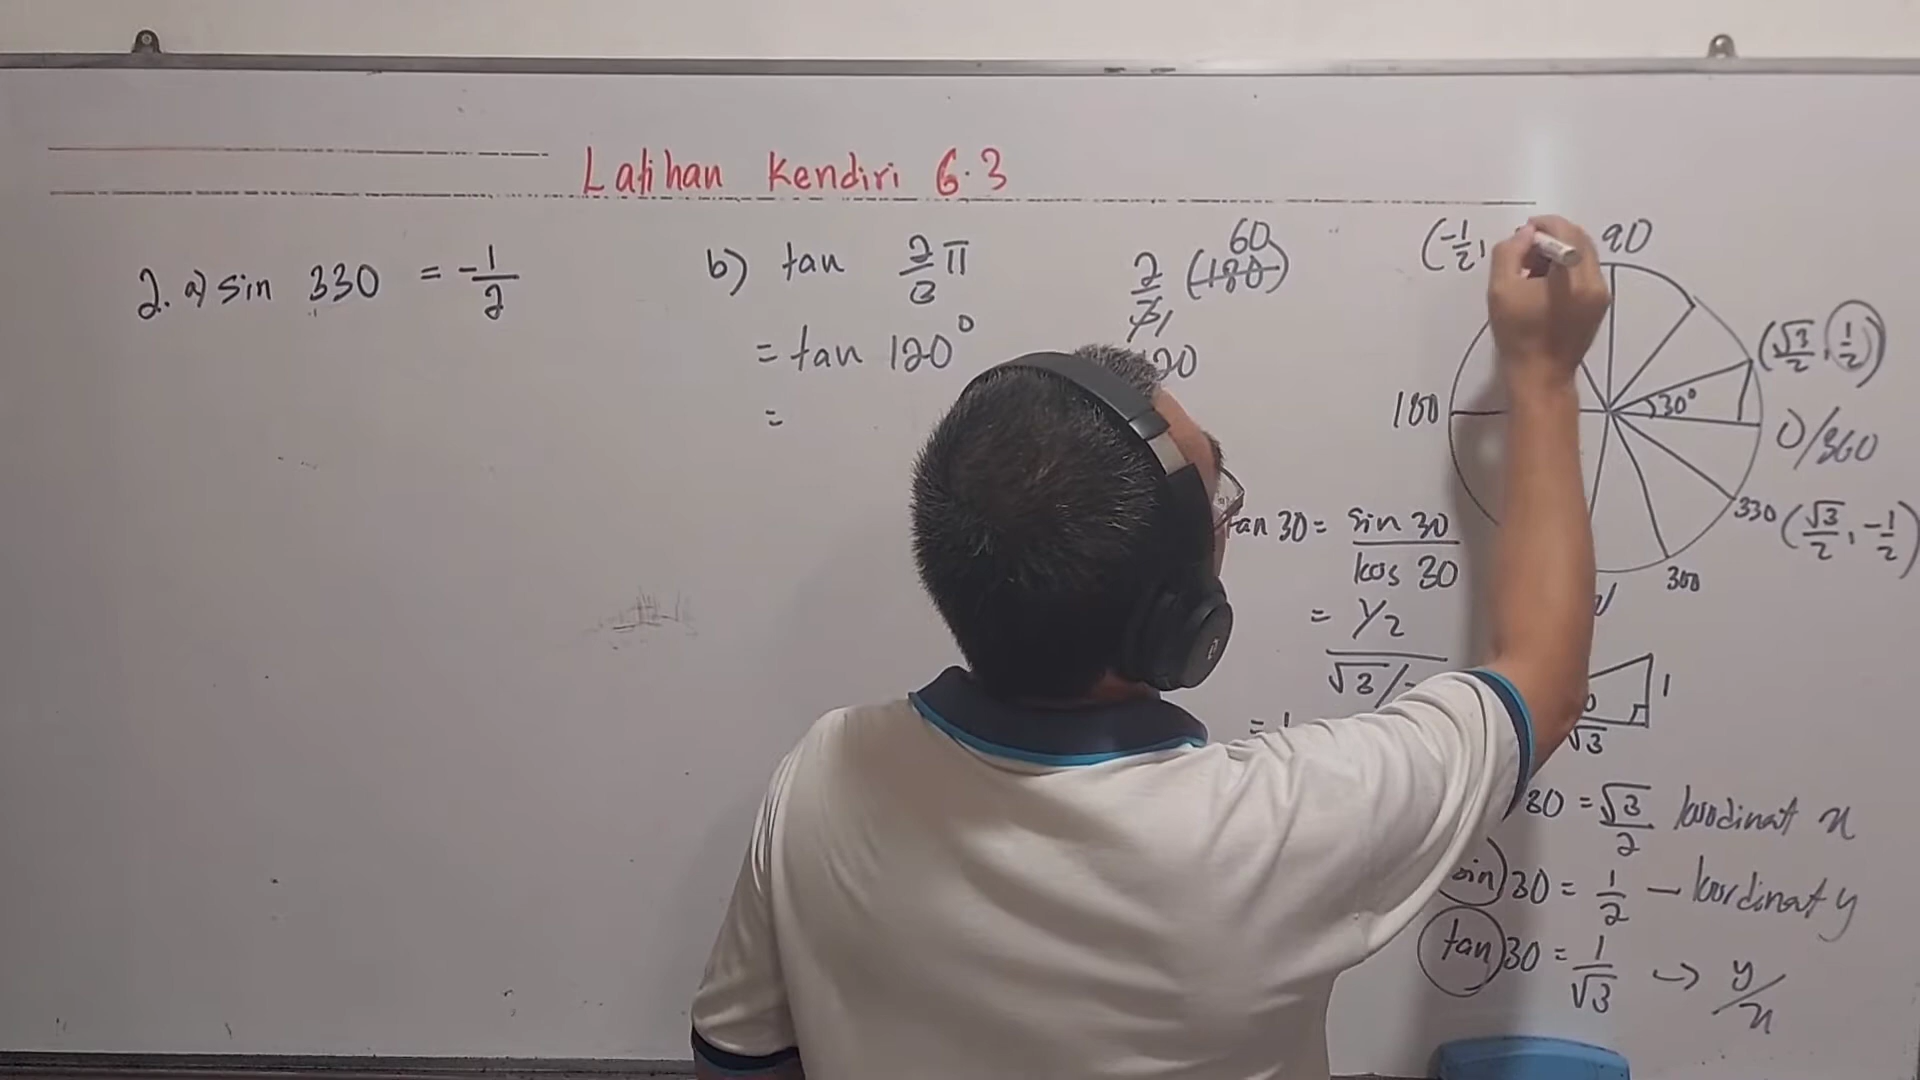 Latihan Kendiri 6.3
2. a) sin 330 = -1/2
b) tan 2/3 π
= tan 120°
=
2/3 (180)
60
1
120
(-1/2,
90
(√3/2, 1/2)
180
30°
0/360
330 (√3/2, -1/2)
300
tan 30 = sin 30 / kos 30
= 1/2
√3/
=
1
√3
30 = √3/2 koordinat x
sin 30 = 1/2 — koordinat y
tan 30 = 1/√3 → y/x